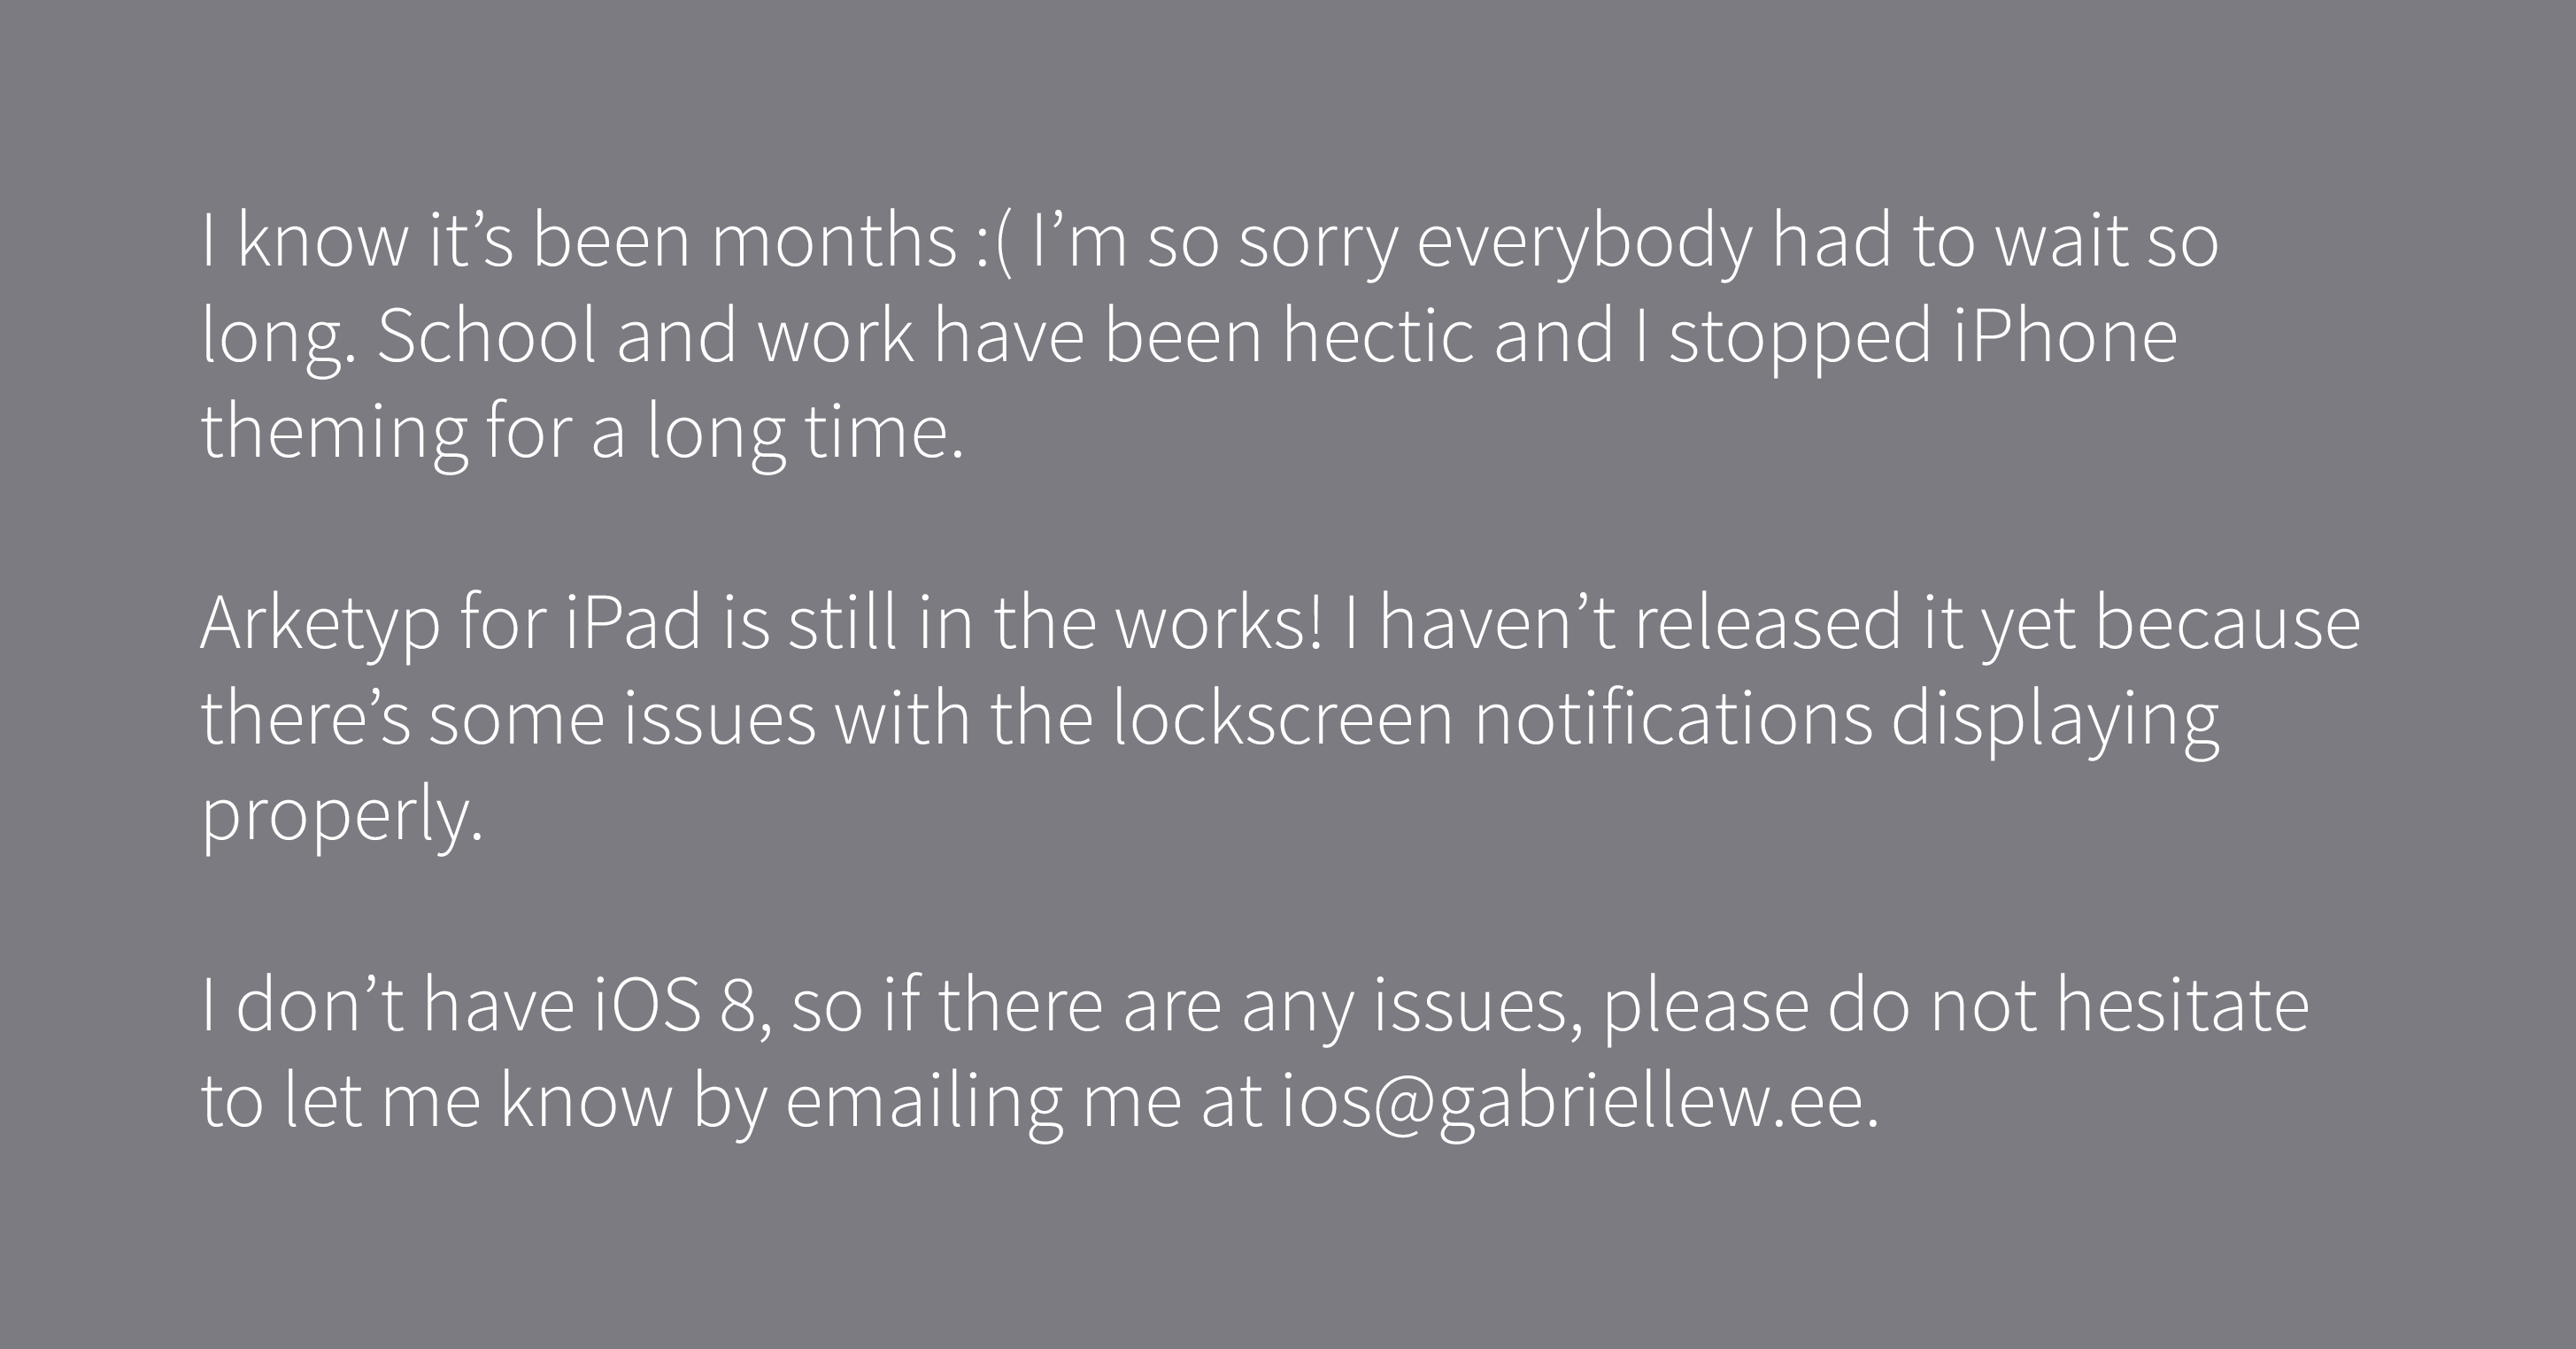 I know it’s been months :( I’m so sorry everybody had to wait so
long. School and work have been hectic and I stopped iPhone
theming for a long time.
Arketyp for iPad is still in the works! I haven’t released it yet because
there’s some issues with the lockscreen notifications displaying
properly.
I don’t have iOS 8, so if there are any issues, please do not hesitate
to let me know by emailing me at ios@gabriellew.ee.